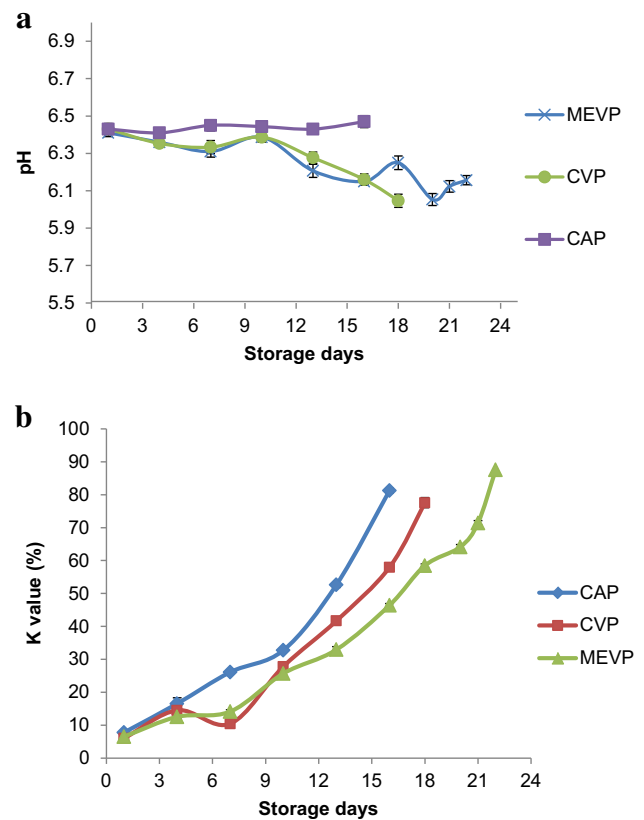 a
6.9
6.7
6.5
6.3
6.1
5.9
5.7
5.5
pH
0 3 6 9 12 15 18 21 24
Storage days
MEVP
CVP
CAP
b
100
90
80
70
60
50
40
30
20
10
0
K value (%)
0 3 6 9 12 15 18 21 24
Storage days
CAP
CVP
MEVP